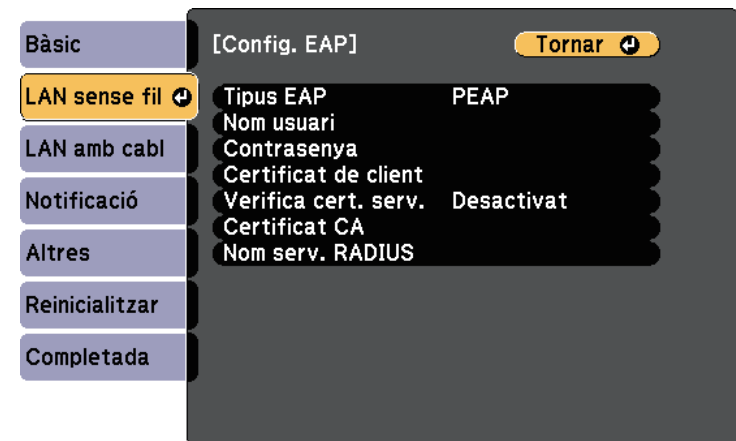 Bàsic
LAN sense fil
LAN amb cabl
Notificació
Altres
Reinicialitzar
Completada
[Config. EAP]
Tornar
Tipus EAP PEAP
Nom usuari
Contrasenya
Certificat de client
Verifica cert. serv. Desactivat
Certificat CA
Nom serv. RADIUS